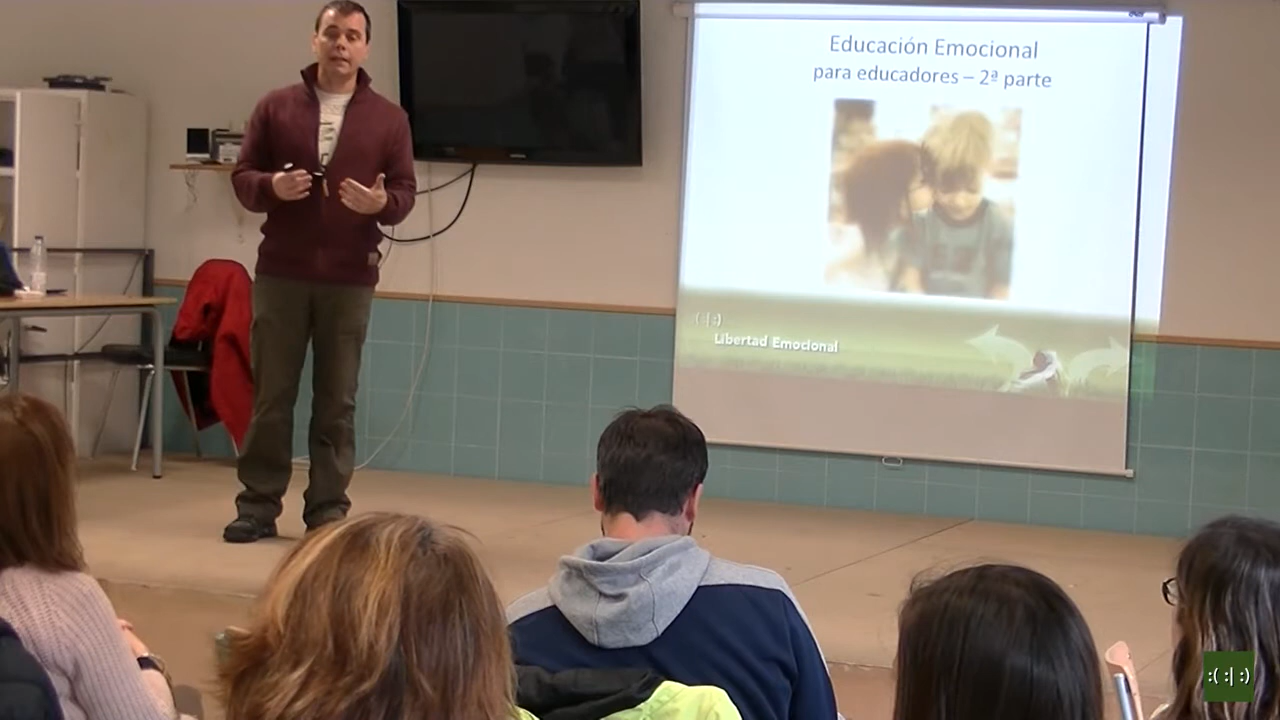 Educación Emocional
para educadores – 2ª parte
(:|:)
Libertad Emocional
:( :| :)